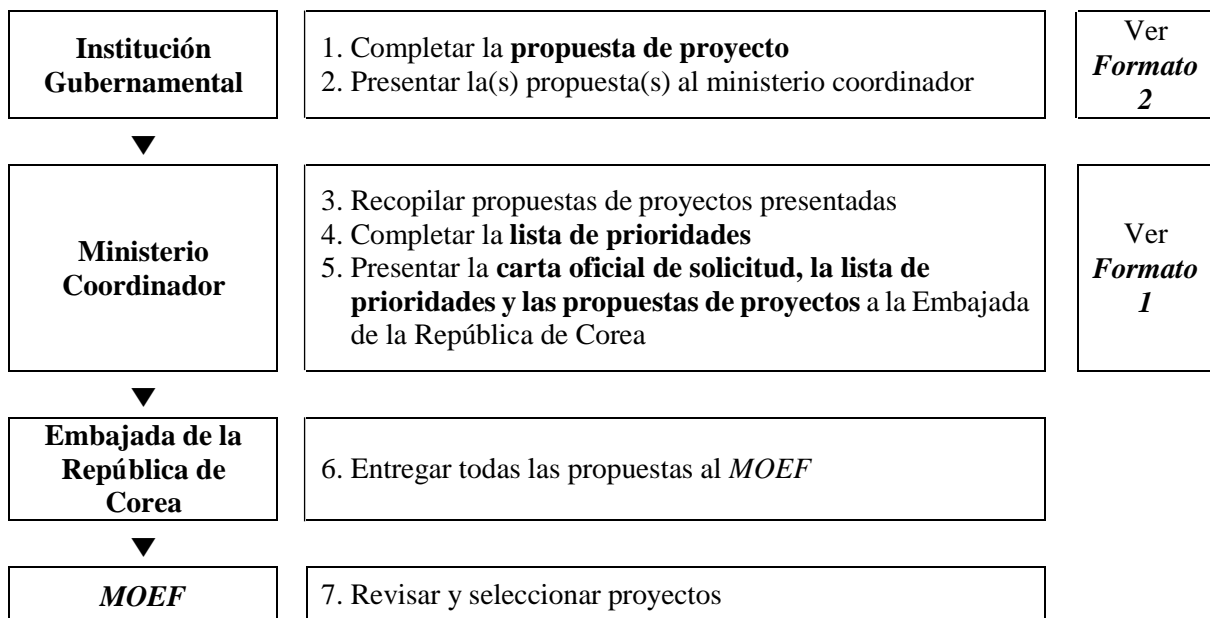 Institución
Gubernamental
1. Completar la propuesta de proyecto
2. Presentar la(s) propuesta(s) al ministerio coordinador
Ver
Formato
2
▼
Ministerio
Coordinador
3. Recopilar propuestas de proyectos presentadas
4. Completar la lista de prioridades
5. Presentar la carta oficial de solicitud, la lista de
prioridades y las propuestas de proyectos a la Embajada
de la República de Corea
Ver
Formato
1
▼
Embajada de la
República de
Corea
6. Entregar todas las propuestas al MOEF
▼
MOEF
7. Revisar y seleccionar proyectos